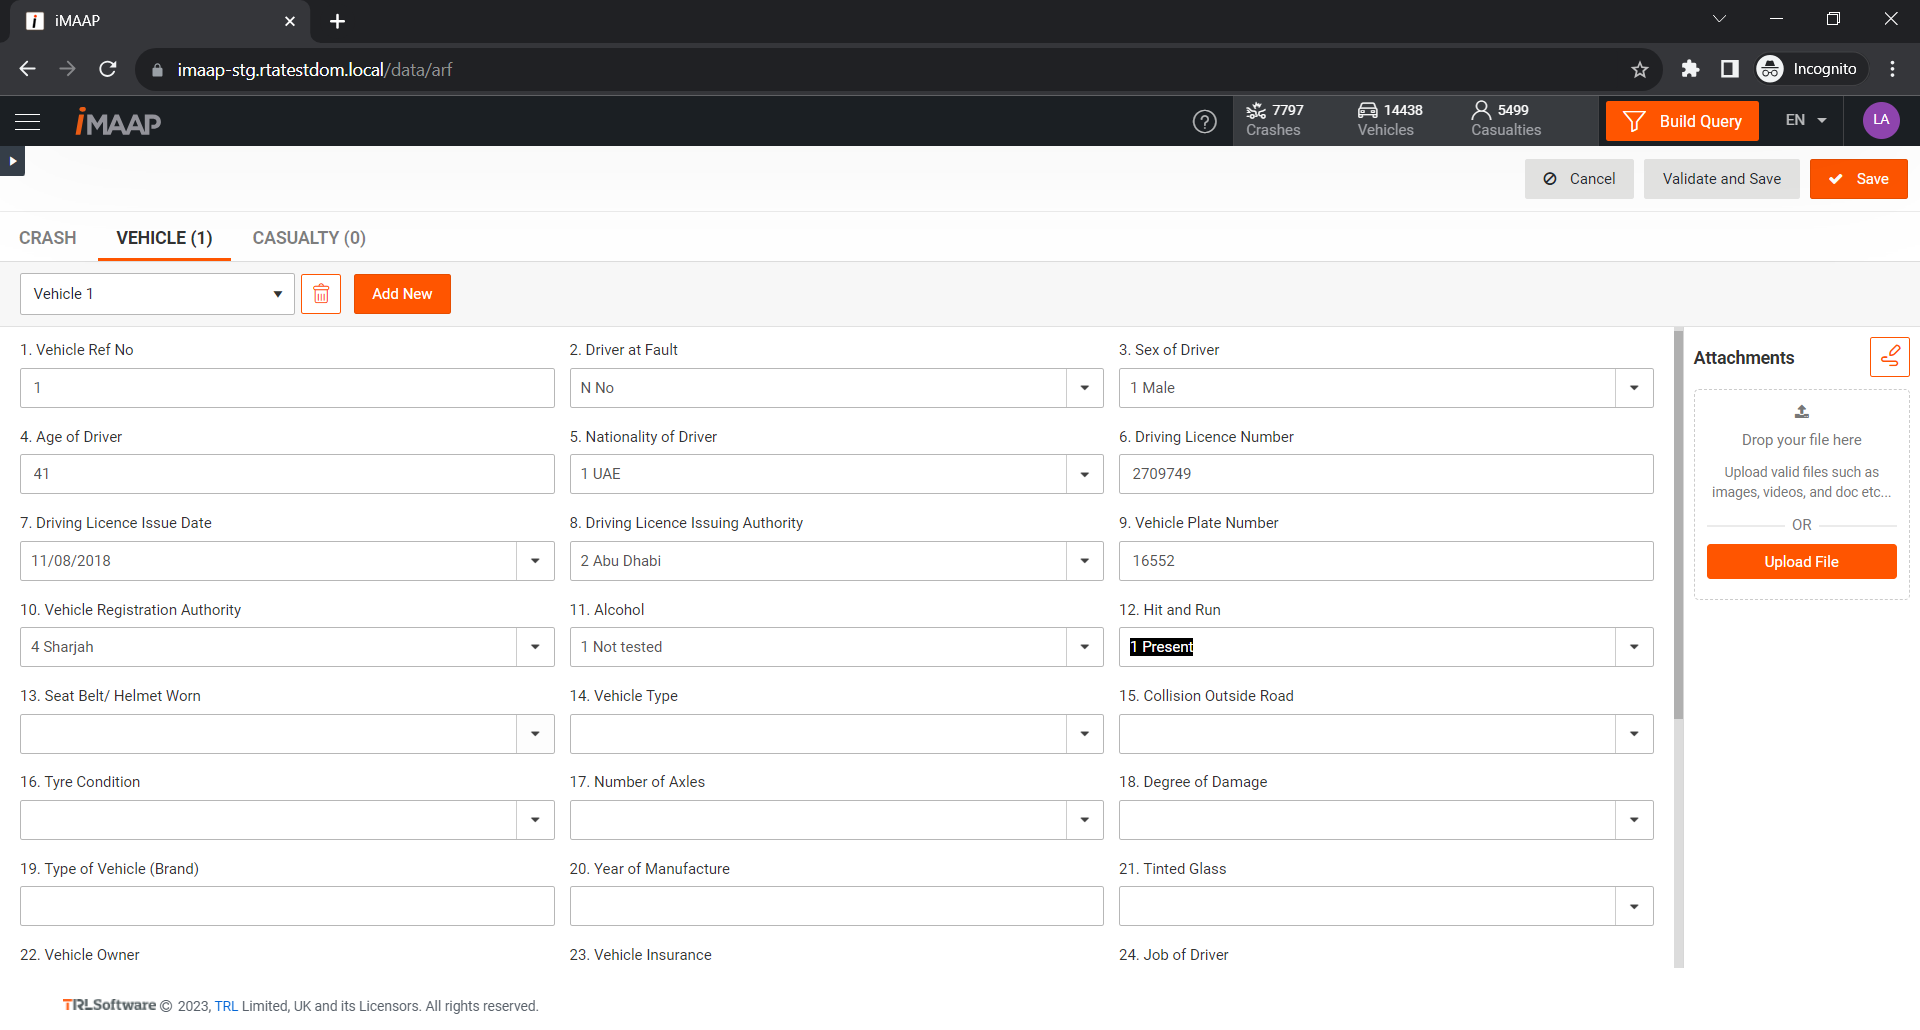 iMAAP
imaap-stg.rtatestdom.local/data/arf
Incognito
iMAAP
7797
Crashes
14438
Vehicles
5499
Casualties
Build Query
EN
LA
Cancel
Validate and Save
Save
CRASH
VEHICLE (1)
CASUALTY (0)
Vehicle 1
Add New
1. Vehicle Ref No
2. Driver at Fault
3. Sex of Driver
1
N No
1 Male
4. Age of Driver
5. Nationality of Driver
6. Driving Licence Number
41
1 UAE
2709749
7. Driving Licence Issue Date
8. Driving Licence Issuing Authority
9. Vehicle Plate Number
11/08/2018
2 Abu Dhabi
16552
10. Vehicle Registration Authority
11. Alcohol
12. Hit and Run
4 Sharjah
1 Not tested
1 Present
13. Seat Belt/ Helmet Worn
14. Vehicle Type
15. Collision Outside Road
16. Tyre Condition
17. Number of Axles
18. Degree of Damage
19. Type of Vehicle (Brand)
20. Year of Manufacture
21. Tinted Glass
22. Vehicle Owner
23. Vehicle Insurance
24. Job of Driver
Attachments
Drop your file here
Upload valid files such as
images, videos, and doc etc...
OR
Upload File
TRLSoftware © 2023, TRL Limited, UK and its Licensors. All rights reserved.